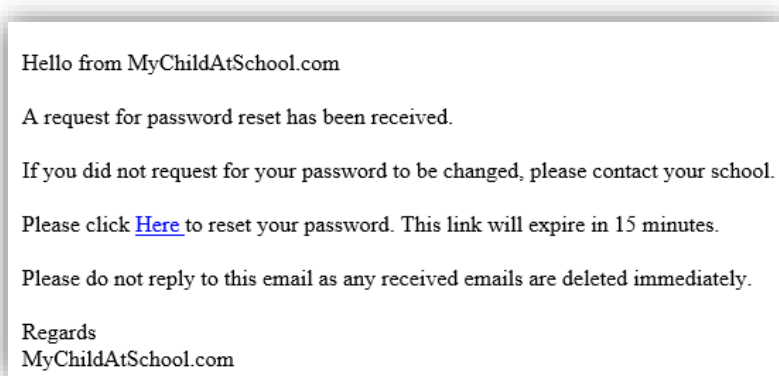 Hello from MyChildAtSchool.com
A request for password reset has been received.
If you did not request for your password to be changed, please contact your school.
Please click Here to reset your password. This link will expire in 15 minutes.
Please do not reply to this email as any received emails are deleted immediately.
Regards
MyChildAtSchool.com